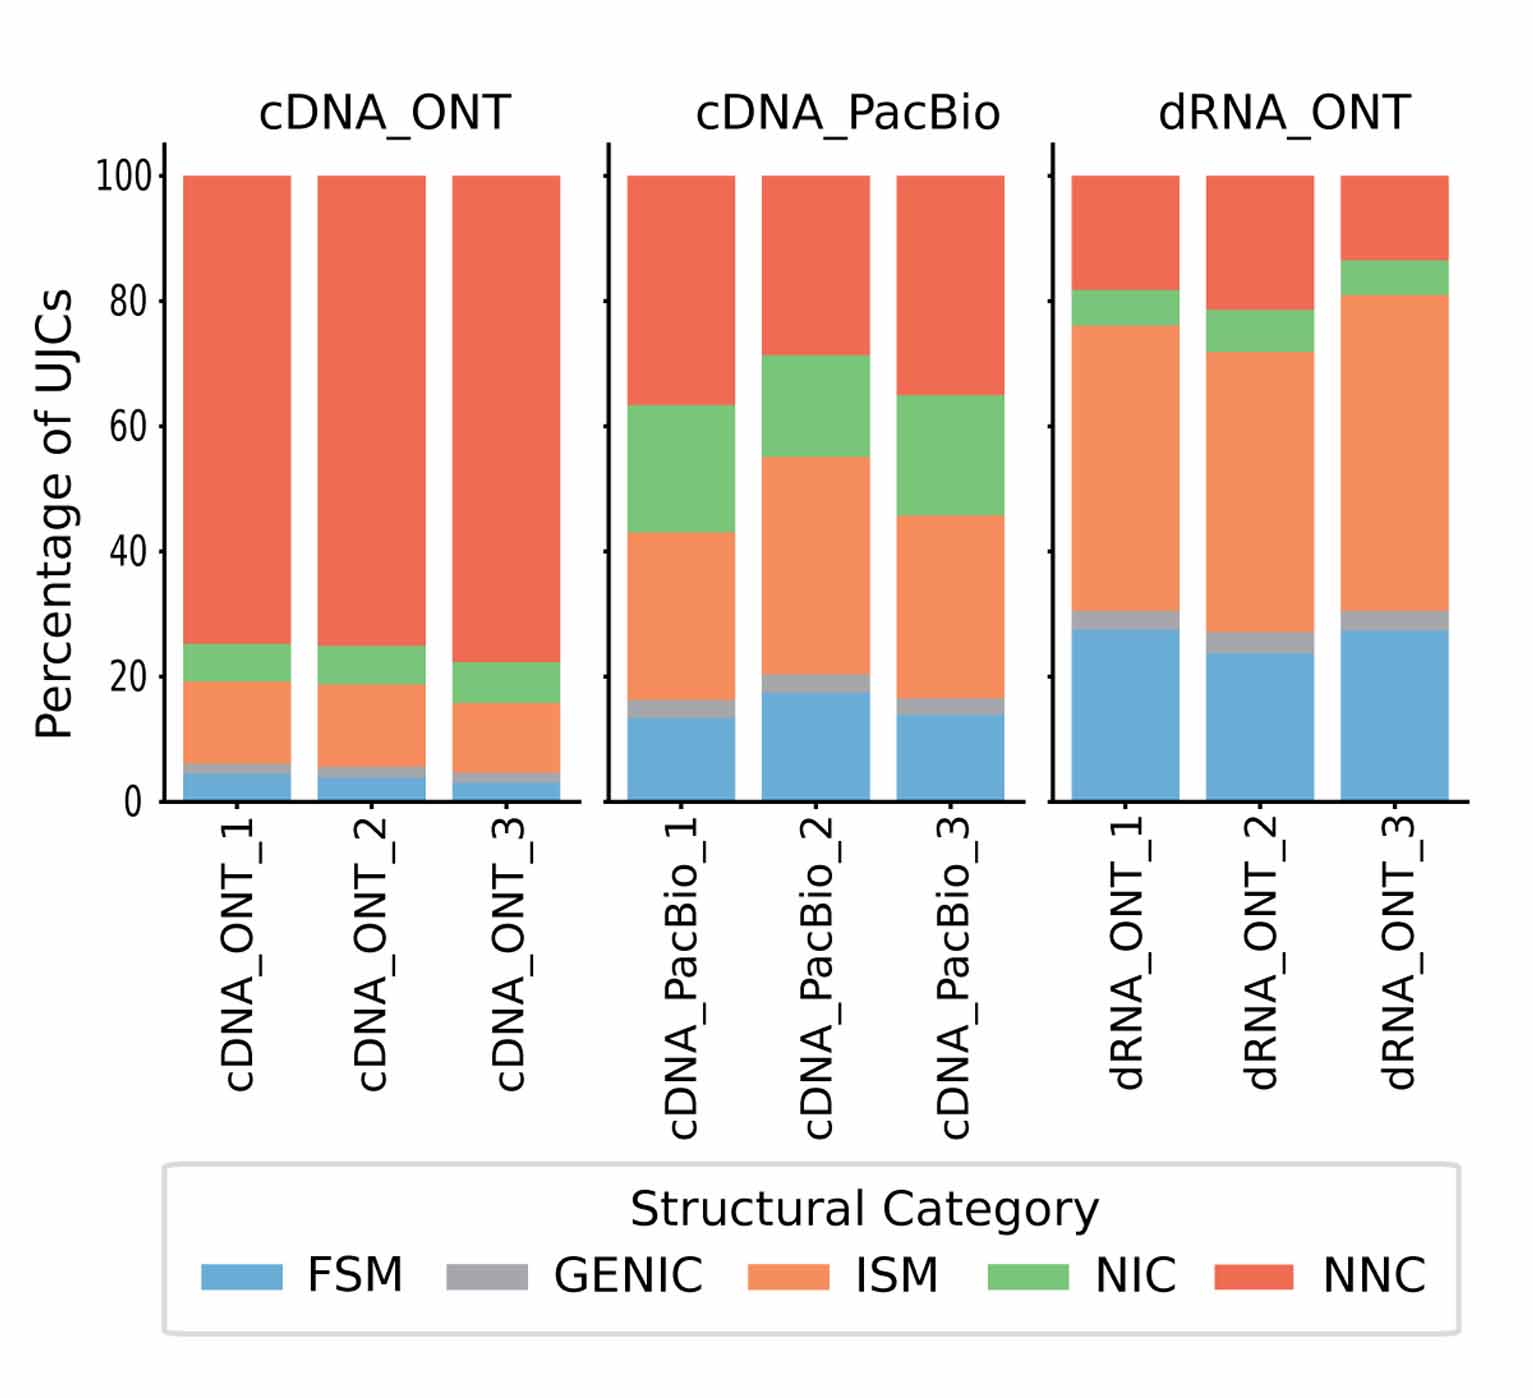 cDNA_ONT cDNA_PacBio dRNA_ONT
Percentage of UJCs
100
80
60
40
20
0
cDNA_ONT_1
cDNA_ONT_2
cDNA_ONT_3
cDNA_PacBio_1
cDNA_PacBio_2
cDNA_PacBio_3
dRNA_ONT_1
dRNA_ONT_2
dRNA_ONT_3
Structural Category
FSM GENIC ISM NIC NNC